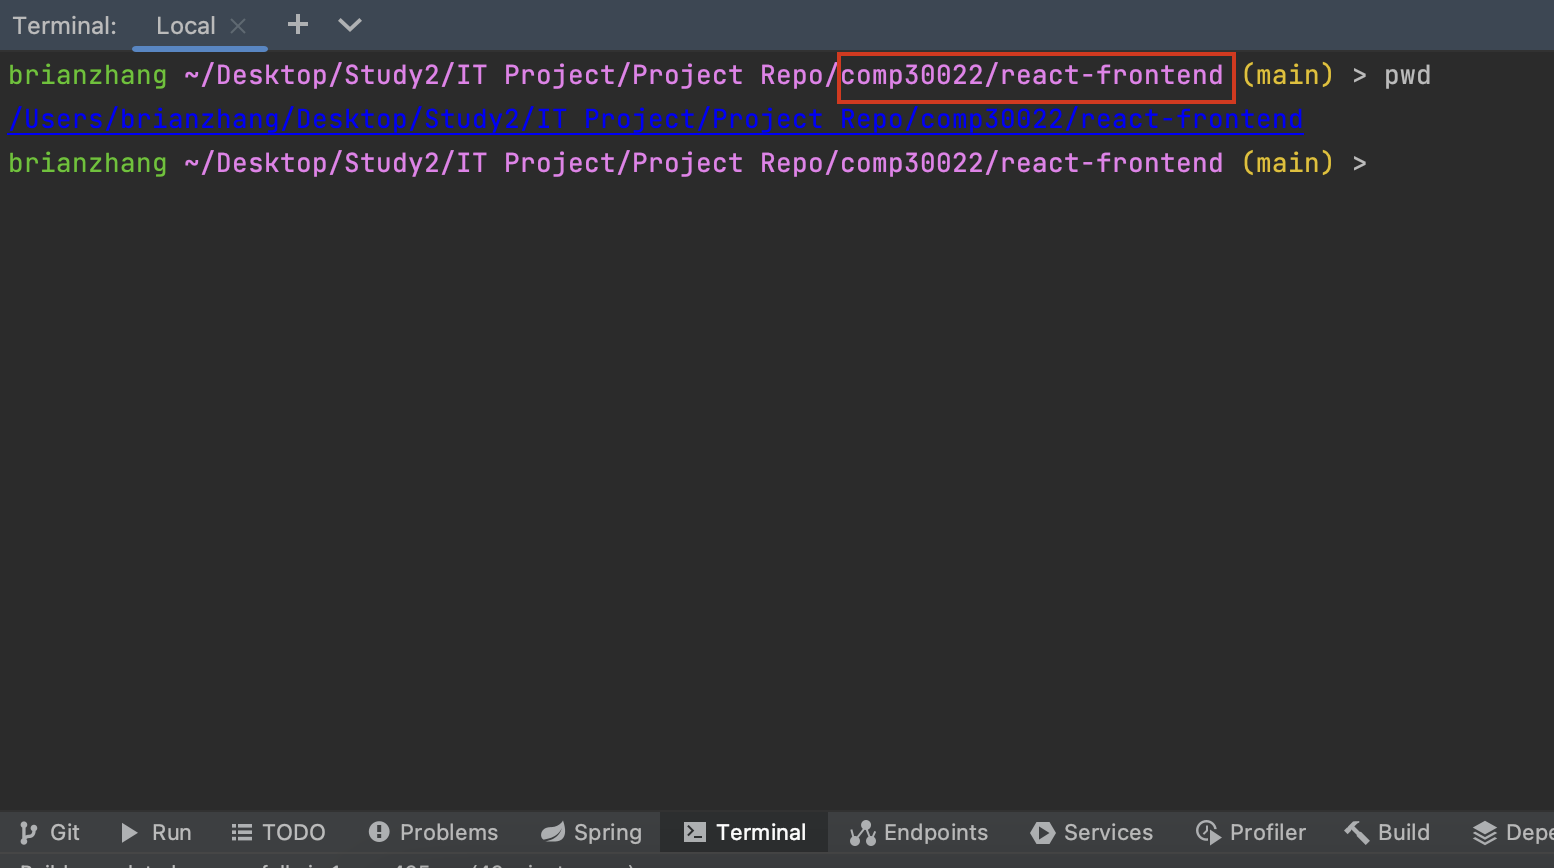 Terminal: Local
brianzhang ~/Desktop/Study2/IT Project/Project Repo/comp30022/react-frontend (main) > pwd
/Users/brianzhang/Desktop/Study2/IT Project/Project Repo/comp30022/react-frontend
brianzhang ~/Desktop/Study2/IT Project/Project Repo/comp30022/react-frontend (main) >
Git Run TODO Problems Spring Terminal Endpoints Services Profiler Build Depe